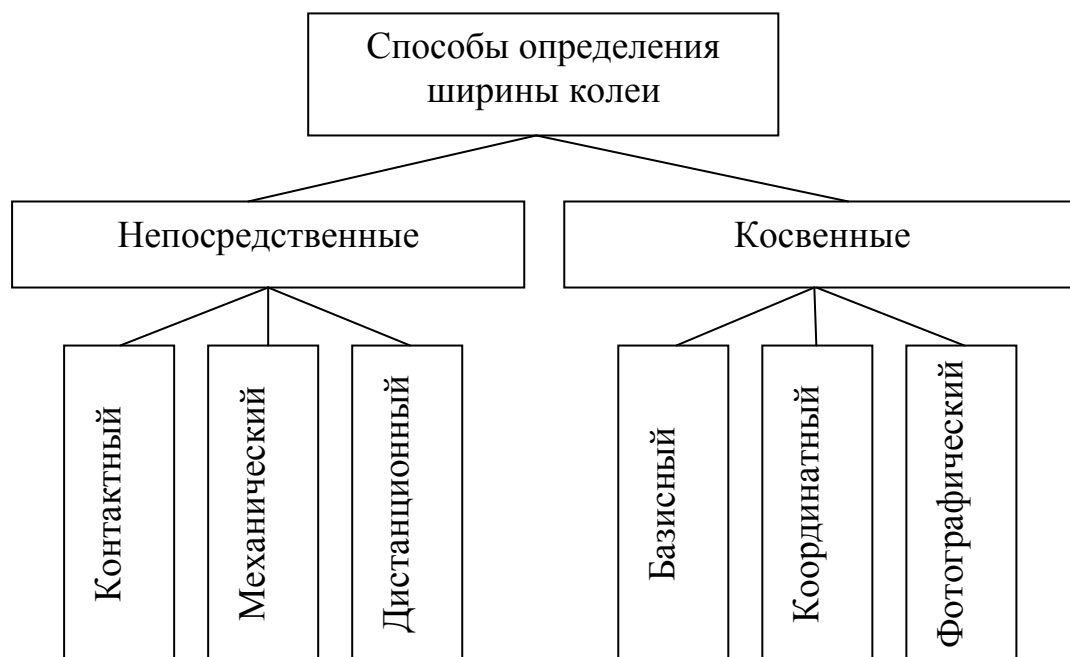 Способы определения
ширины колеи
Непосредственные
Косвенные
Контактный
Механический
Дистанционный
Базисный
Координатный
Фотографический